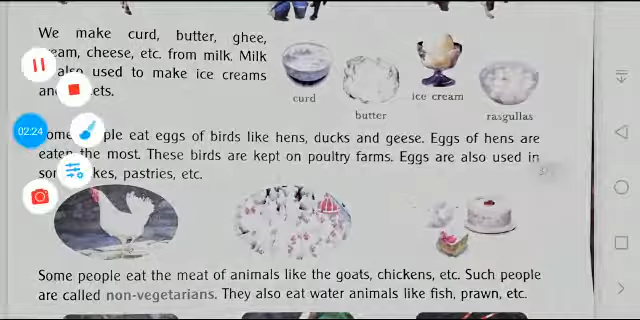 We make curd, butter, ghee,
cheese, etc. from milk. Milk
also used to make ice creams
02:24
curd
ice cream
butter
rasgullas
eat eggs of birds like hens, ducks and geese. Eggs of hens are
eaten the most. These birds are kept on poultry farms. Eggs are also used in
pastries, etc.
Some people eat the meat of animals like the goats, chickens, etc. Such people
are called non-vegetarians. They also eat water animals like fish, prawn, etc.